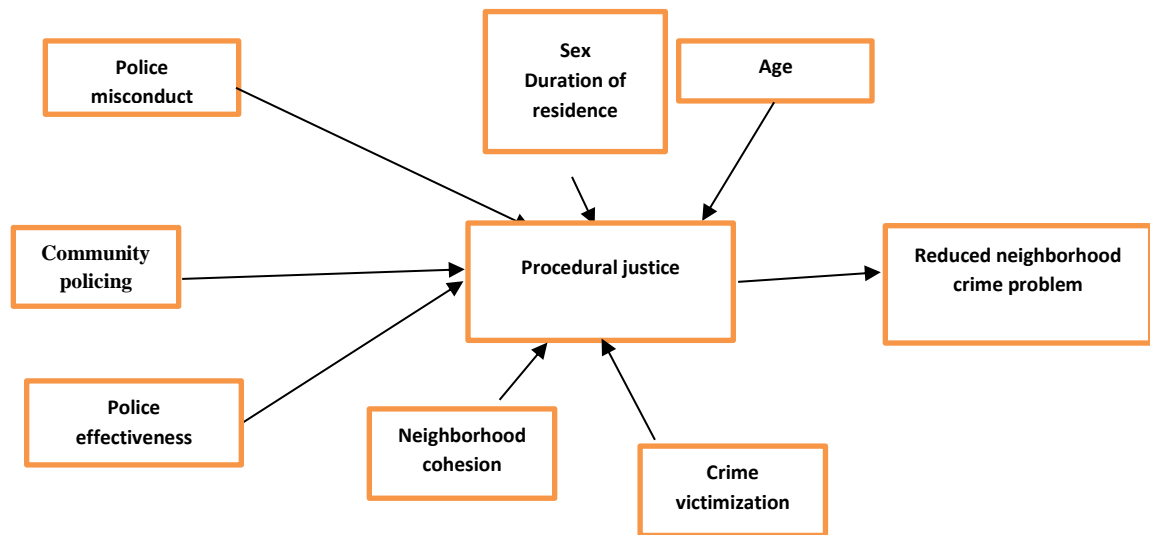 Police
misconduct
Sex
Duration of
residence
Age
Community
policing
Procedural justice
Reduced neighborhood
crime problem
Police
effectiveness
Neighborhood
cohesion
Crime
victimization